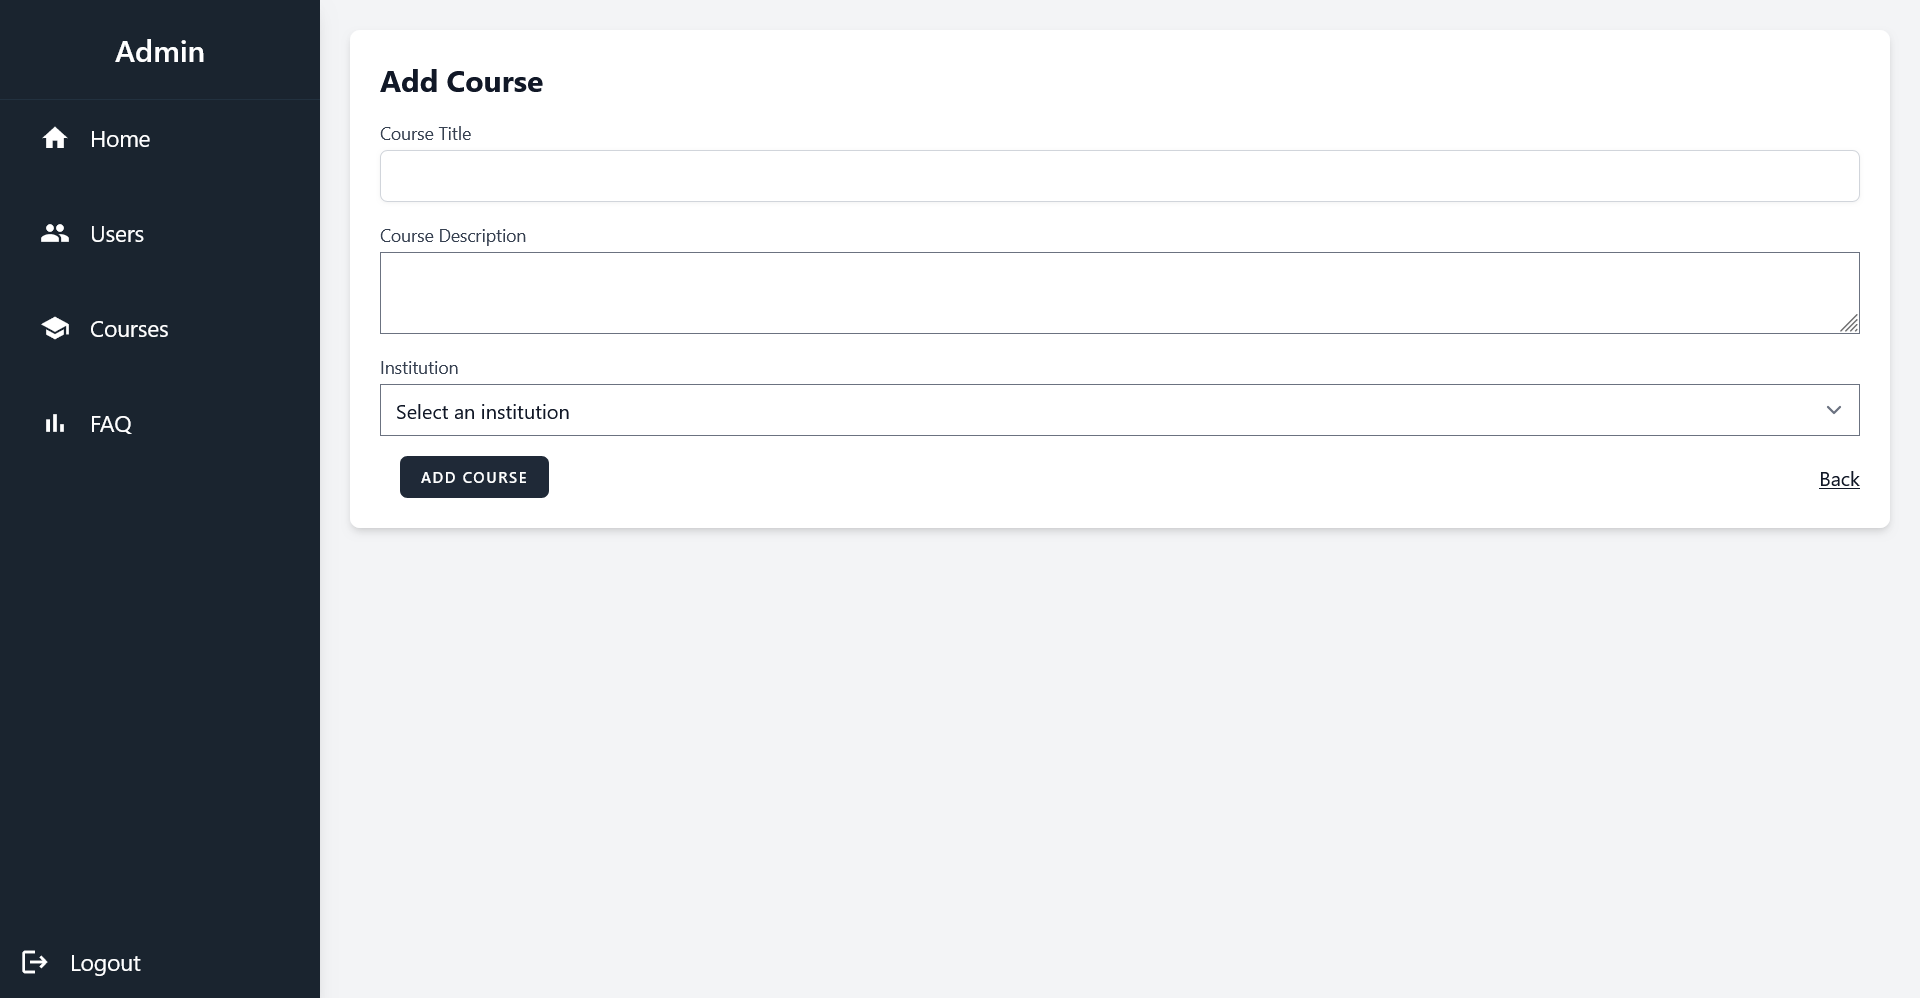 Admin
Home
Users
Courses
FAQ
Logout
Add Course
Course Title
Course Description
Institution
Select an institution
ADD COURSE
Back